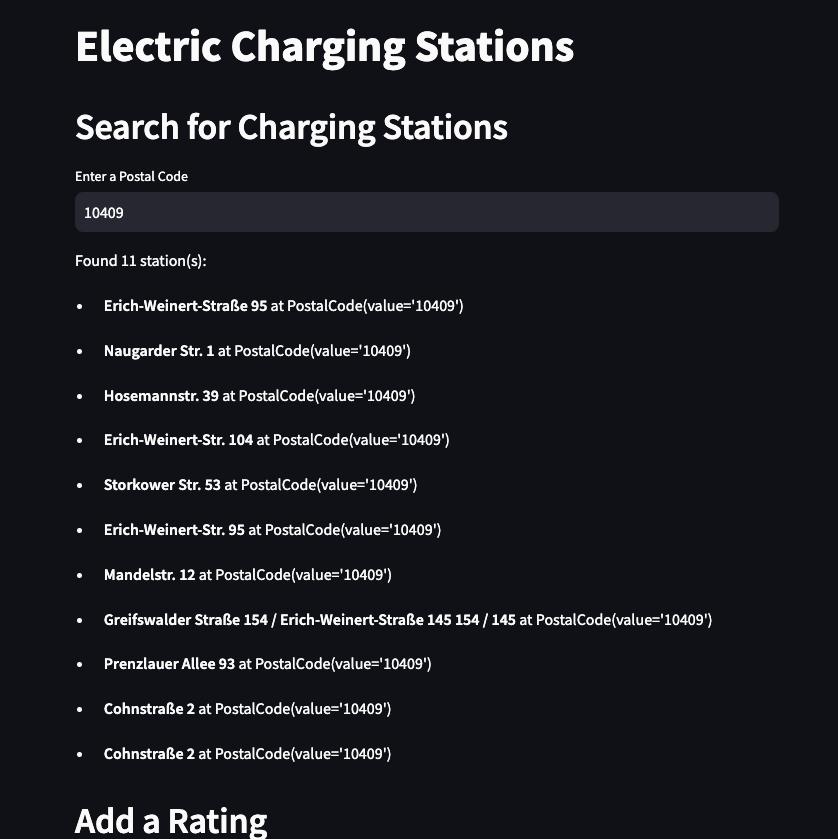 Electric Charging Stations
Search for Charging Stations
Enter a Postal Code
10409
Found 11 station(s):
• Erich-Weinert-Straße 95 at PostalCode(value='10409')
• Naugarder Str. 1 at PostalCode(value='10409')
• Hosemannstr. 39 at PostalCode(value='10409')
• Erich-Weinert-Str. 104 at PostalCode(value='10409')
• Storkower Str. 53 at PostalCode(value='10409')
• Erich-Weinert-Str. 95 at PostalCode(value='10409')
• Mandelstr. 12 at PostalCode(value='10409')
• Greifswalder Straße 154 / Erich-Weinert-Straße 145 154 / 145 at PostalCode(value='10409')
• Prenzlauer Allee 93 at PostalCode(value='10409')
• Cohnstraße 2 at PostalCode(value='10409')
• Cohnstraße 2 at PostalCode(value='10409')
Add a Rating